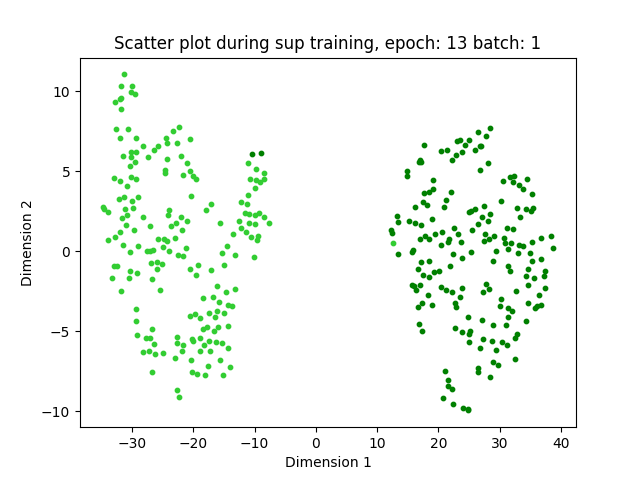 Scatter plot during sup training, epoch: 13 batch: 1
10
5
0
−5
−10
Dimension 2
−30 −20 −10 0 10 20 30 40
Dimension 1